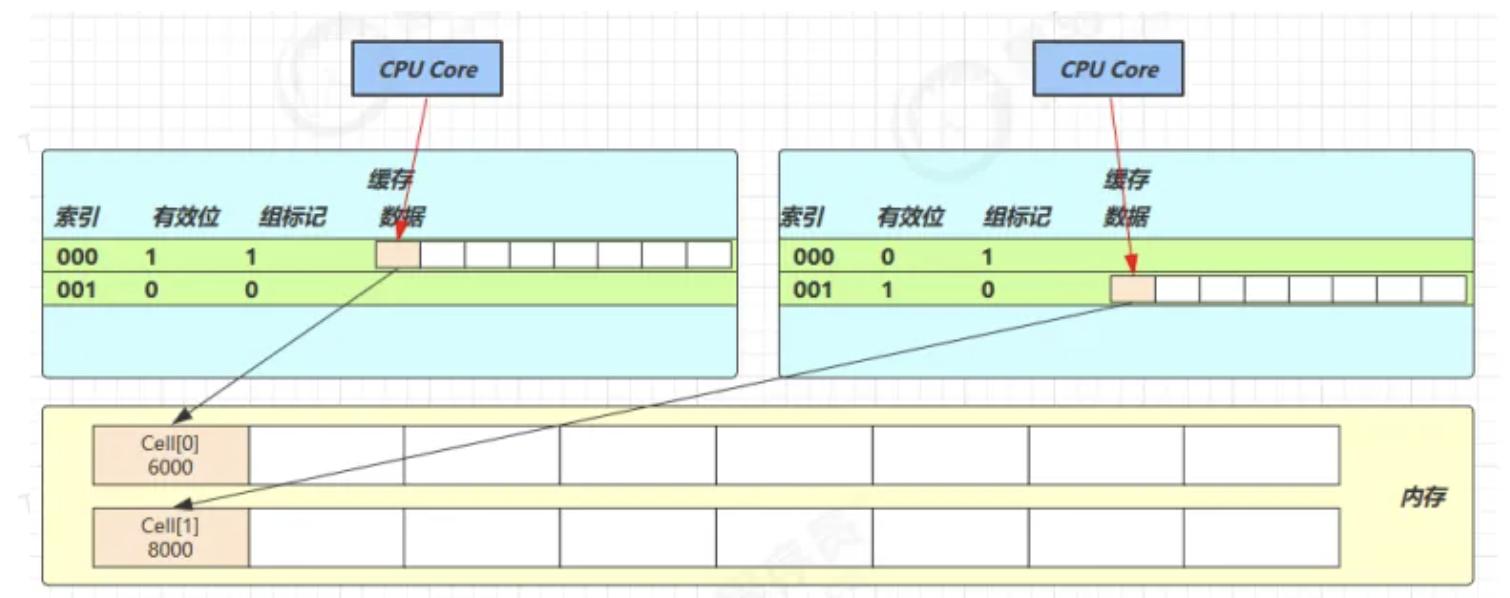 CPU Core
CPU Core
缓存
索引 有效位 组标记 数据
000 1 1
001 0 0
缓存
索引 有效位 组标记 数据
000 0 1
001 1 0
Cell[0]
6000
Cell[1]
8000
内存